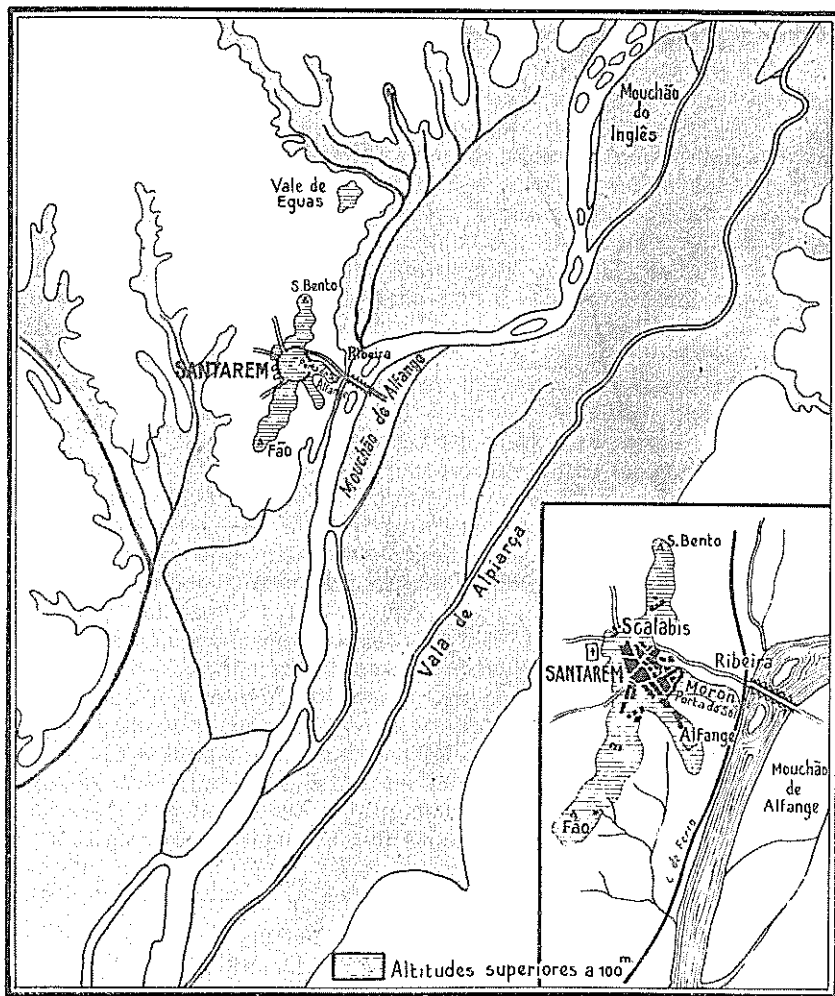 Mouchão
do
Inglês
Vale de
Eguas
S. Bento
Ribeira
SANTAREM
Alfange
Fão
Mouchão de Alfange
Vala de Alpiarça
S. Bento
Scalabis
Ribeira
SANTAREM
Moron
Porta do Sol
Alfange
Mouchão
de
Alfange
Fão
C. de Ferro
Altitudes superiores a 100m.